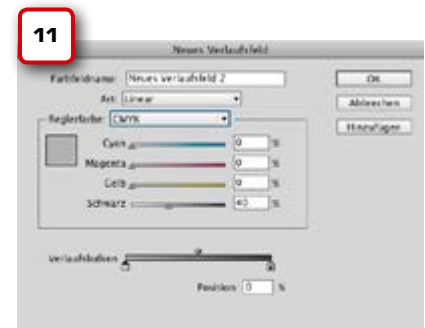 11
Neues Verlaufsfeld
Farbfeldname: Neues Verlaufsfeld 2
OK
Art: Linear
Abbrechen
Reglerfarbe: CMYK
Hinzufügen
Cyan 0 %
Magenta 0 %
Gelb 0 %
Schwarz 40 %
Verlaufsbalken
Position: 0 %